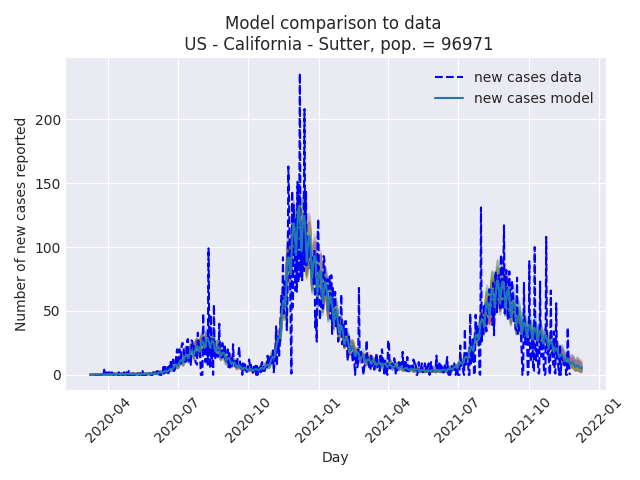 Model comparison to data
US - California - Sutter, pop. = 96971
new cases data
new cases model
Number of new cases reported
200
150
100
50
0
2020-04
2020-07
2020-10
2021-01
2021-04
2021-07
2021-10
2022-01
Day